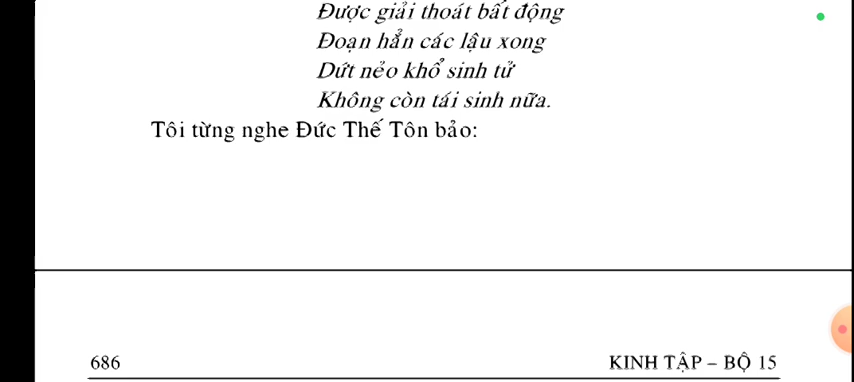 Được giải thoát bất động
Đoạn hẳn các lậu xong
Dứt nẻo khổ sinh tử
Không còn tái sinh nữa.
Tôi từng nghe Đức Thế Tôn bảo:
686 KINH TẬP – BỘ 15